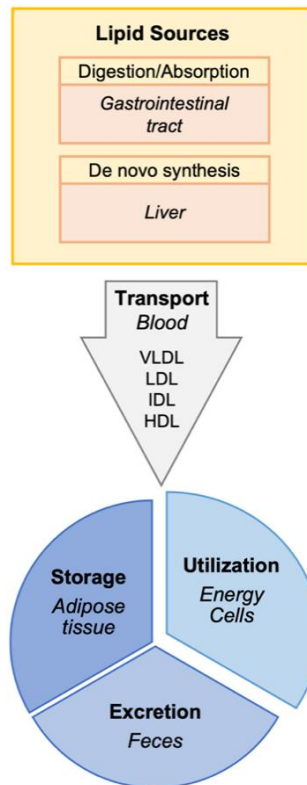 Lipid Sources
Digestion/Absorption
Gastrointestinal
tract
De novo synthesis
Liver
Transport
Blood
VLDL
LDL
IDL
HDL
Storage
Adipose
tissue
Utilization
Energy
Cells
Excretion
Feces